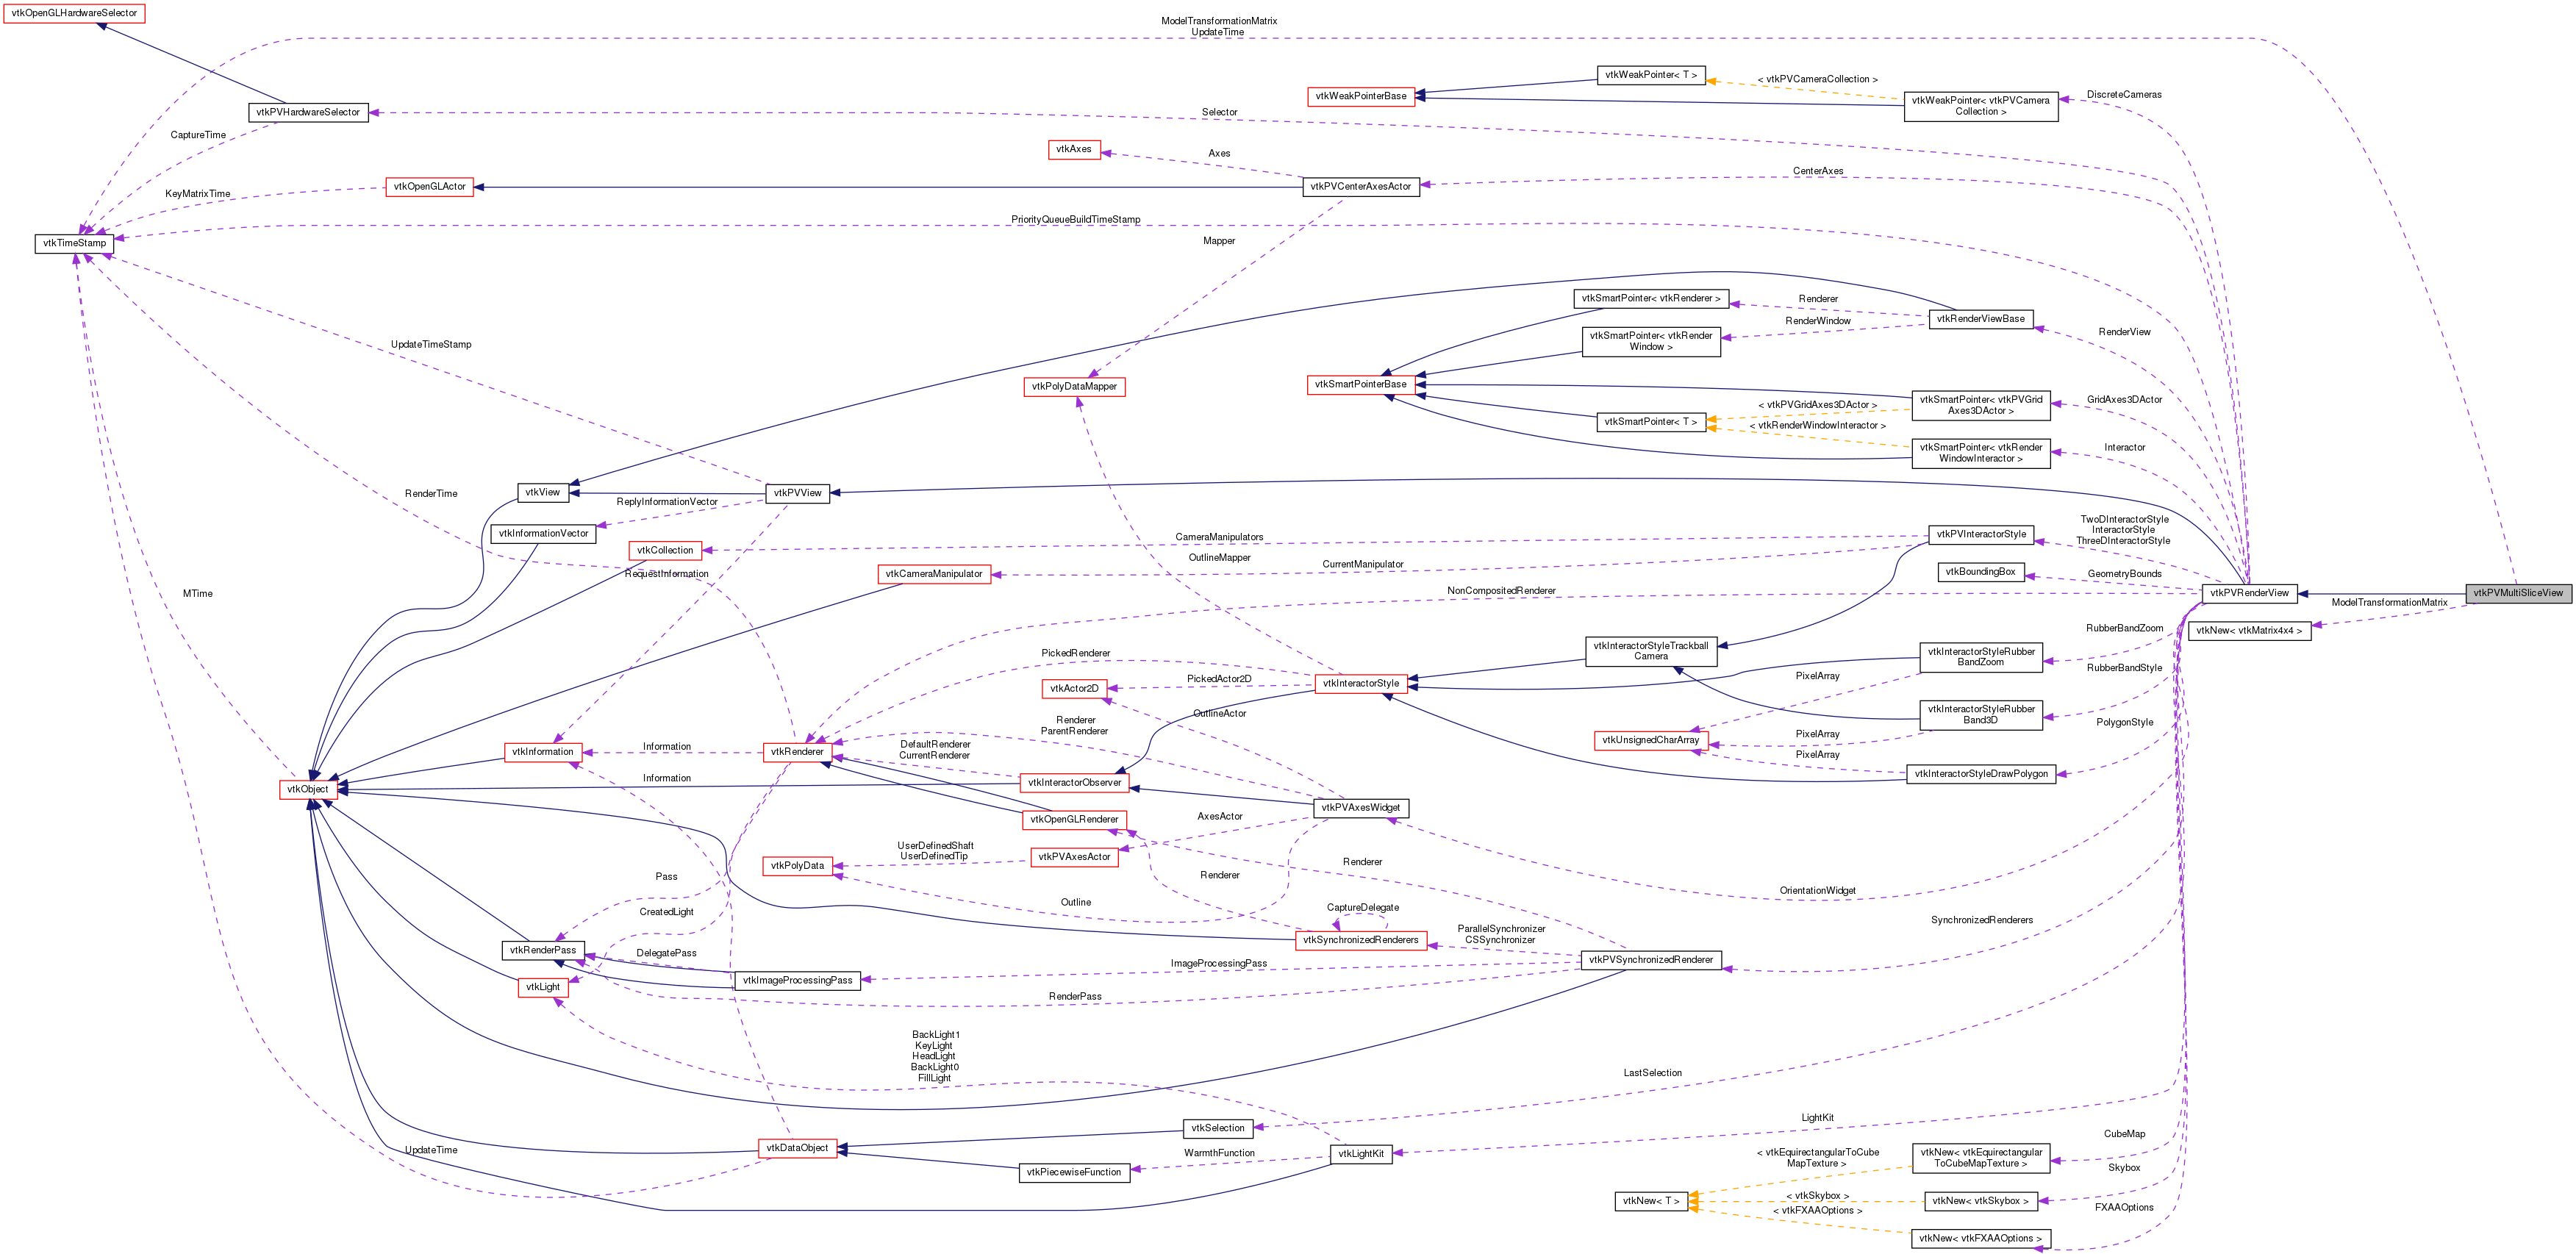 vtkOpenGLHardwareSelector
ModelTransformationMatrix
UpdateTime
vtkWeakPointer< T >
< vtkPVCameraCollection >
vtkWeakPointerBase
vtkWeakPointer< vtkPVCamera
Collection >
DiscreteCameras
vtkPVHardwareSelector
Selector
CaptureTime
vtkAxes
Axes
CenterAxes
vtkOpenGLActor
vtkPVCenterAxesActor
KeyMatrixTime
PriorityQueueBuildTimeStamp
vtkTimeStamp
Mapper
vtkSmartPointer< vtkRenderer >
Renderer
vtkRenderViewBase
RenderWindow
RenderView
vtkSmartPointer< vtkRender
Window >
UpdateTimeStamp
vtkPolyDataMapper
vtkSmartPointerBase
vtkSmartPointer< vtkPVGrid
Axes3DActor >
GridAxes3DActor
< vtkPVGridAxes3DActor >
vtkSmartPointer< T >
< vtkRenderWindowInteractor >
vtkSmartPointer< vtkRender
WindowInteractor >
Interactor
RenderTime
vtkView
vtkPVView
ReplyInformationVector
vtkInformationVector
TwoDInteractorStyle
InteractorStyle
ThreeDInteractorStyle
vtkPVInteractorStyle
CameraManipulators
vtkCollection
OutlineMapper
CurrentManipulator
RequestInformation
vtkCameraManipulator
vtkBoundingBox
GeometryBounds
MTime
NonCompositedRenderer
vtkPVRenderView
vtkPVMultiSliceView
ModelTransformationMatrix
vtkNew< vtkMatrix4x4 >
RubberBandZoom
vtkInteractorStyleTrackball
Camera
vtkInteractorStyleRubber
BandZoom
PickedRenderer
RubberBandStyle
PickedActor2D
vtkInteractorStyle
vtkActor2D
PixelArray
OutlineActor
vtkInteractorStyleRubber
Band3D
Renderer
ParentRenderer
PolygonStyle
PixelArray
vtkUnsignedCharArray
vtkInformation
Information
vtkRenderer
DefaultRenderer
CurrentRenderer
PixelArray
vtkInteractorStyleDrawPolygon
vtkObject
Information
vtkInteractorObserver
vtkPVAxesWidget
vtkOpenGLRenderer
AxesActor
UserDefinedShaft
UserDefinedTip
vtkPVAxesActor
vtkPolyData
Renderer
Pass
Renderer
OrientationWidget
Outline
CreatedLight
CaptureDelegate
SynchronizedRenderers
ParallelSynchronizer
CSSynchronizer
vtkSynchronizedRenderers
vtkRenderPass
DelegatePass
vtkPVSynchronizedRenderer
ImageProcessingPass
vtkImageProcessingPass
vtkLight
RenderPass
BackLight1
KeyLight
HeadLight
BackLight0
FillLight
LastSelection
LightKit
vtkSelection
CubeMap
vtkDataObject
UpdateTime
WarmthFunction
vtkLightKit
< vtkEquirectangularToCube
MapTexture >
vtkNew< vtkEquirectangular
ToCubeMapTexture >
vtkPiecewiseFunction
Skybox
vtkNew< T >
< vtkSkybox >
vtkNew< vtkSkybox >
< vtkFXAAOptions >
FXAAOptions
vtkNew< vtkFXAAOptions >